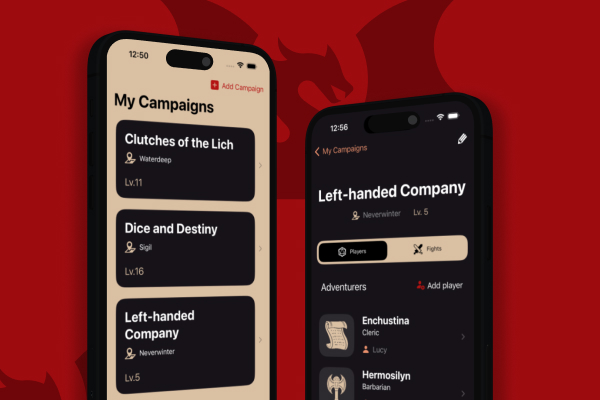 12:50
Add Campaign
My Campaigns
Clutches of the Lich
Waterdeep
Lv.11
Dice and Destiny
Sigil
Lv.16
Left-handed
Company
Neverwinter
Lv.5
12:56
My Campaigns
Left-handed Company
Neverwinter Lv. 5
Players Fights
Adventurers Add player
Enchustina
Cleric
Lucy
Hermosilyn
Barbarian